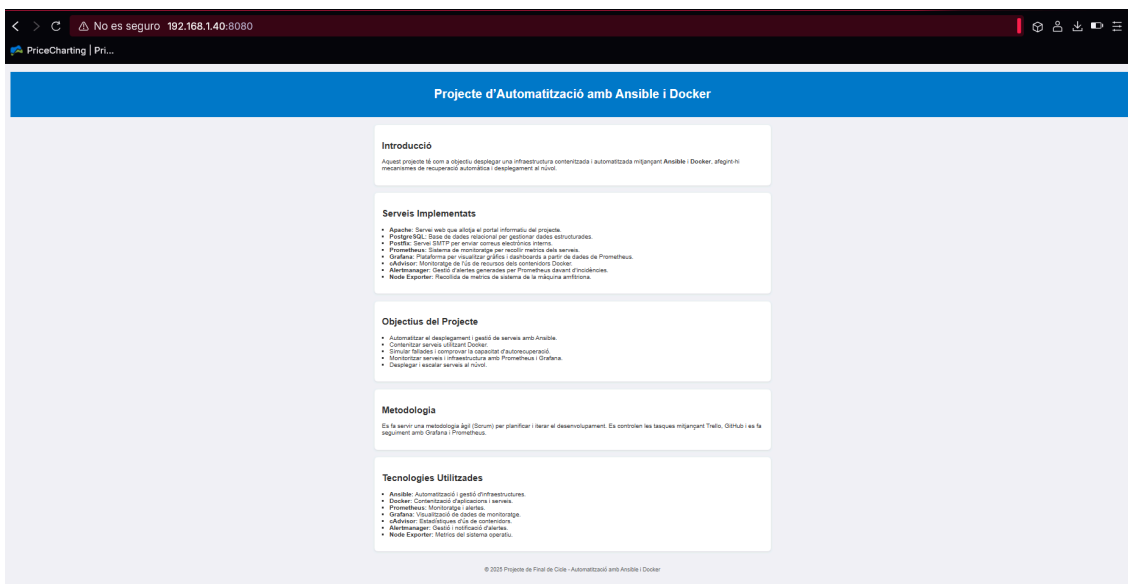 No es seguro 192.168.1.40:8080
PriceCharting | Pri...
Projecte d'Automatització amb Ansible i Docker
Introducció
Aquest projecte té com a objectiu desplegar una infraestructura contenitzada i automatitzada mitjançant Ansible i Docker, afegint-hi
mecanismes de recuperació automàtica i desplegament al núvol.
Serveis Implementats
• Apache: Servei web que allotja el portal informatiu del projecte.
• PostgreSQL: Base de dades relacional per gestionar dades estructurades.
• Postfix: Servei SMTP per enviar correus electrònics interns.
• Prometheus: Sistema de monitoratge per recollir metrics dels serveis.
• Grafana: Plataforma per visualitzar gràfics i dashboards a partir de dades de Prometheus.
• cAdvisor: Monitoratge de l'ús de recursos dels contenidors Docker.
• Alertmanager: Gestió d'alertes generades per Prometheus davant d'incidències.
• Node Exporter: Recollida de metrics de sistema de la màquina amfitriona.
Objectius del Projecte
• Automatitzar el desplegament i gestió de serveis amb Ansible.
• Contenitzar serveis utilitzant Docker.
• Simular fallades i comprovar la capacitat d'autorecuperació.
• Monitoritzar serveis i infraestructura amb Prometheus i Grafana.
• Desplegar i escalar serveis al núvol.
Metodologia
Es fa servir una metodologia àgil (Scrum) per planificar i iterar el desenvolupament. Es controlen les tasques mitjançant Trello, GitHub i es fa
seguiment amb Grafana i Prometheus.
Tecnologies Utilitzades
• Ansible: Automatització i gestió d'infraestructures.
• Docker: Contenització d'aplicacions i serveis.
• Prometheus: Monitoratge i alertes.
• Grafana: Visualització de dades de monitoratge.
• cAdvisor: Estadístiques d'ús de contenidors.
• Alertmanager: Gestió i notificació d'alertes.
• Node Exporter: Metrics del sistema operatiu.
© 2025 Projecte de Final de Cicle - Automatització amb Ansible i Docker